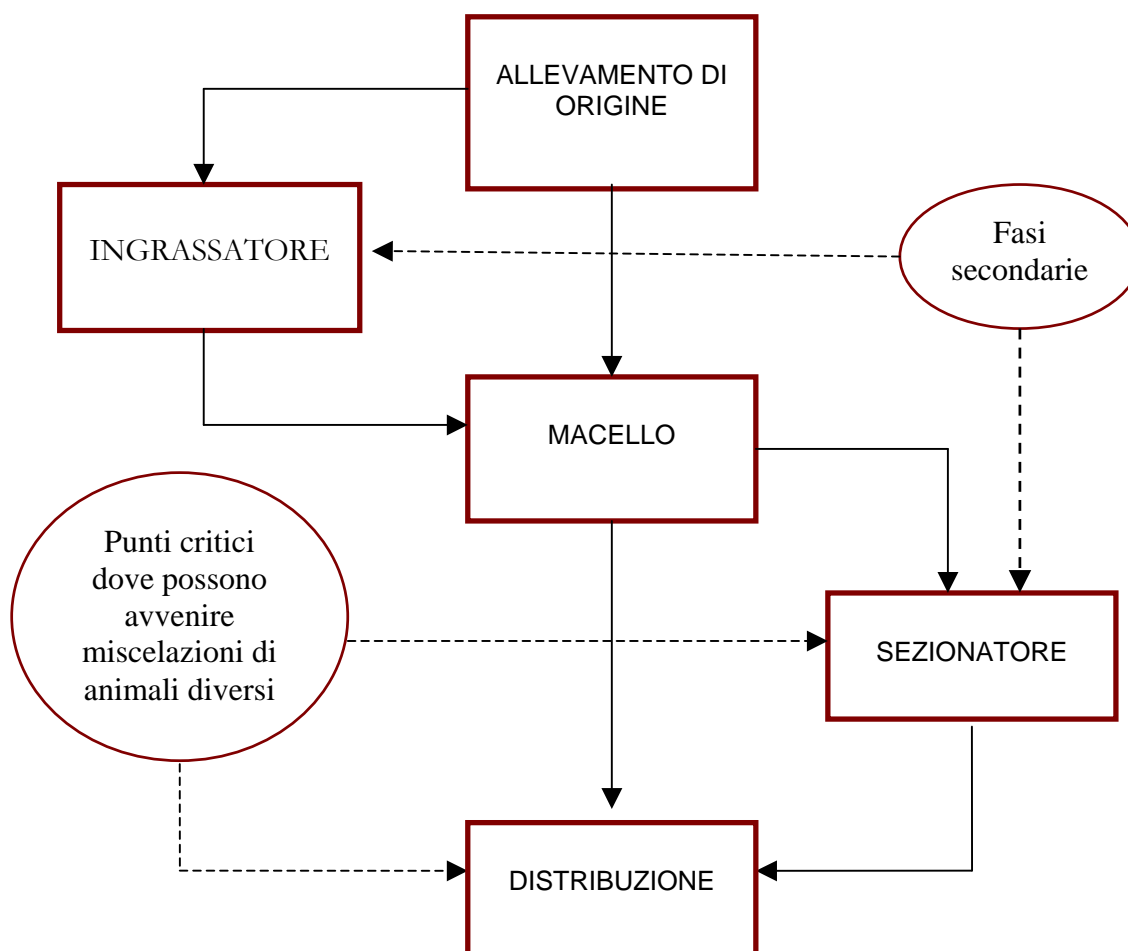 ALLEVAMENTO DI
ORIGINE
INGRASSATORE
Fasi
secondarie
MACELLO
Punti critici
dove possono
avvenire
miscelazioni di
animali diversi
SEZIONATORE
DISTRIBUZIONE